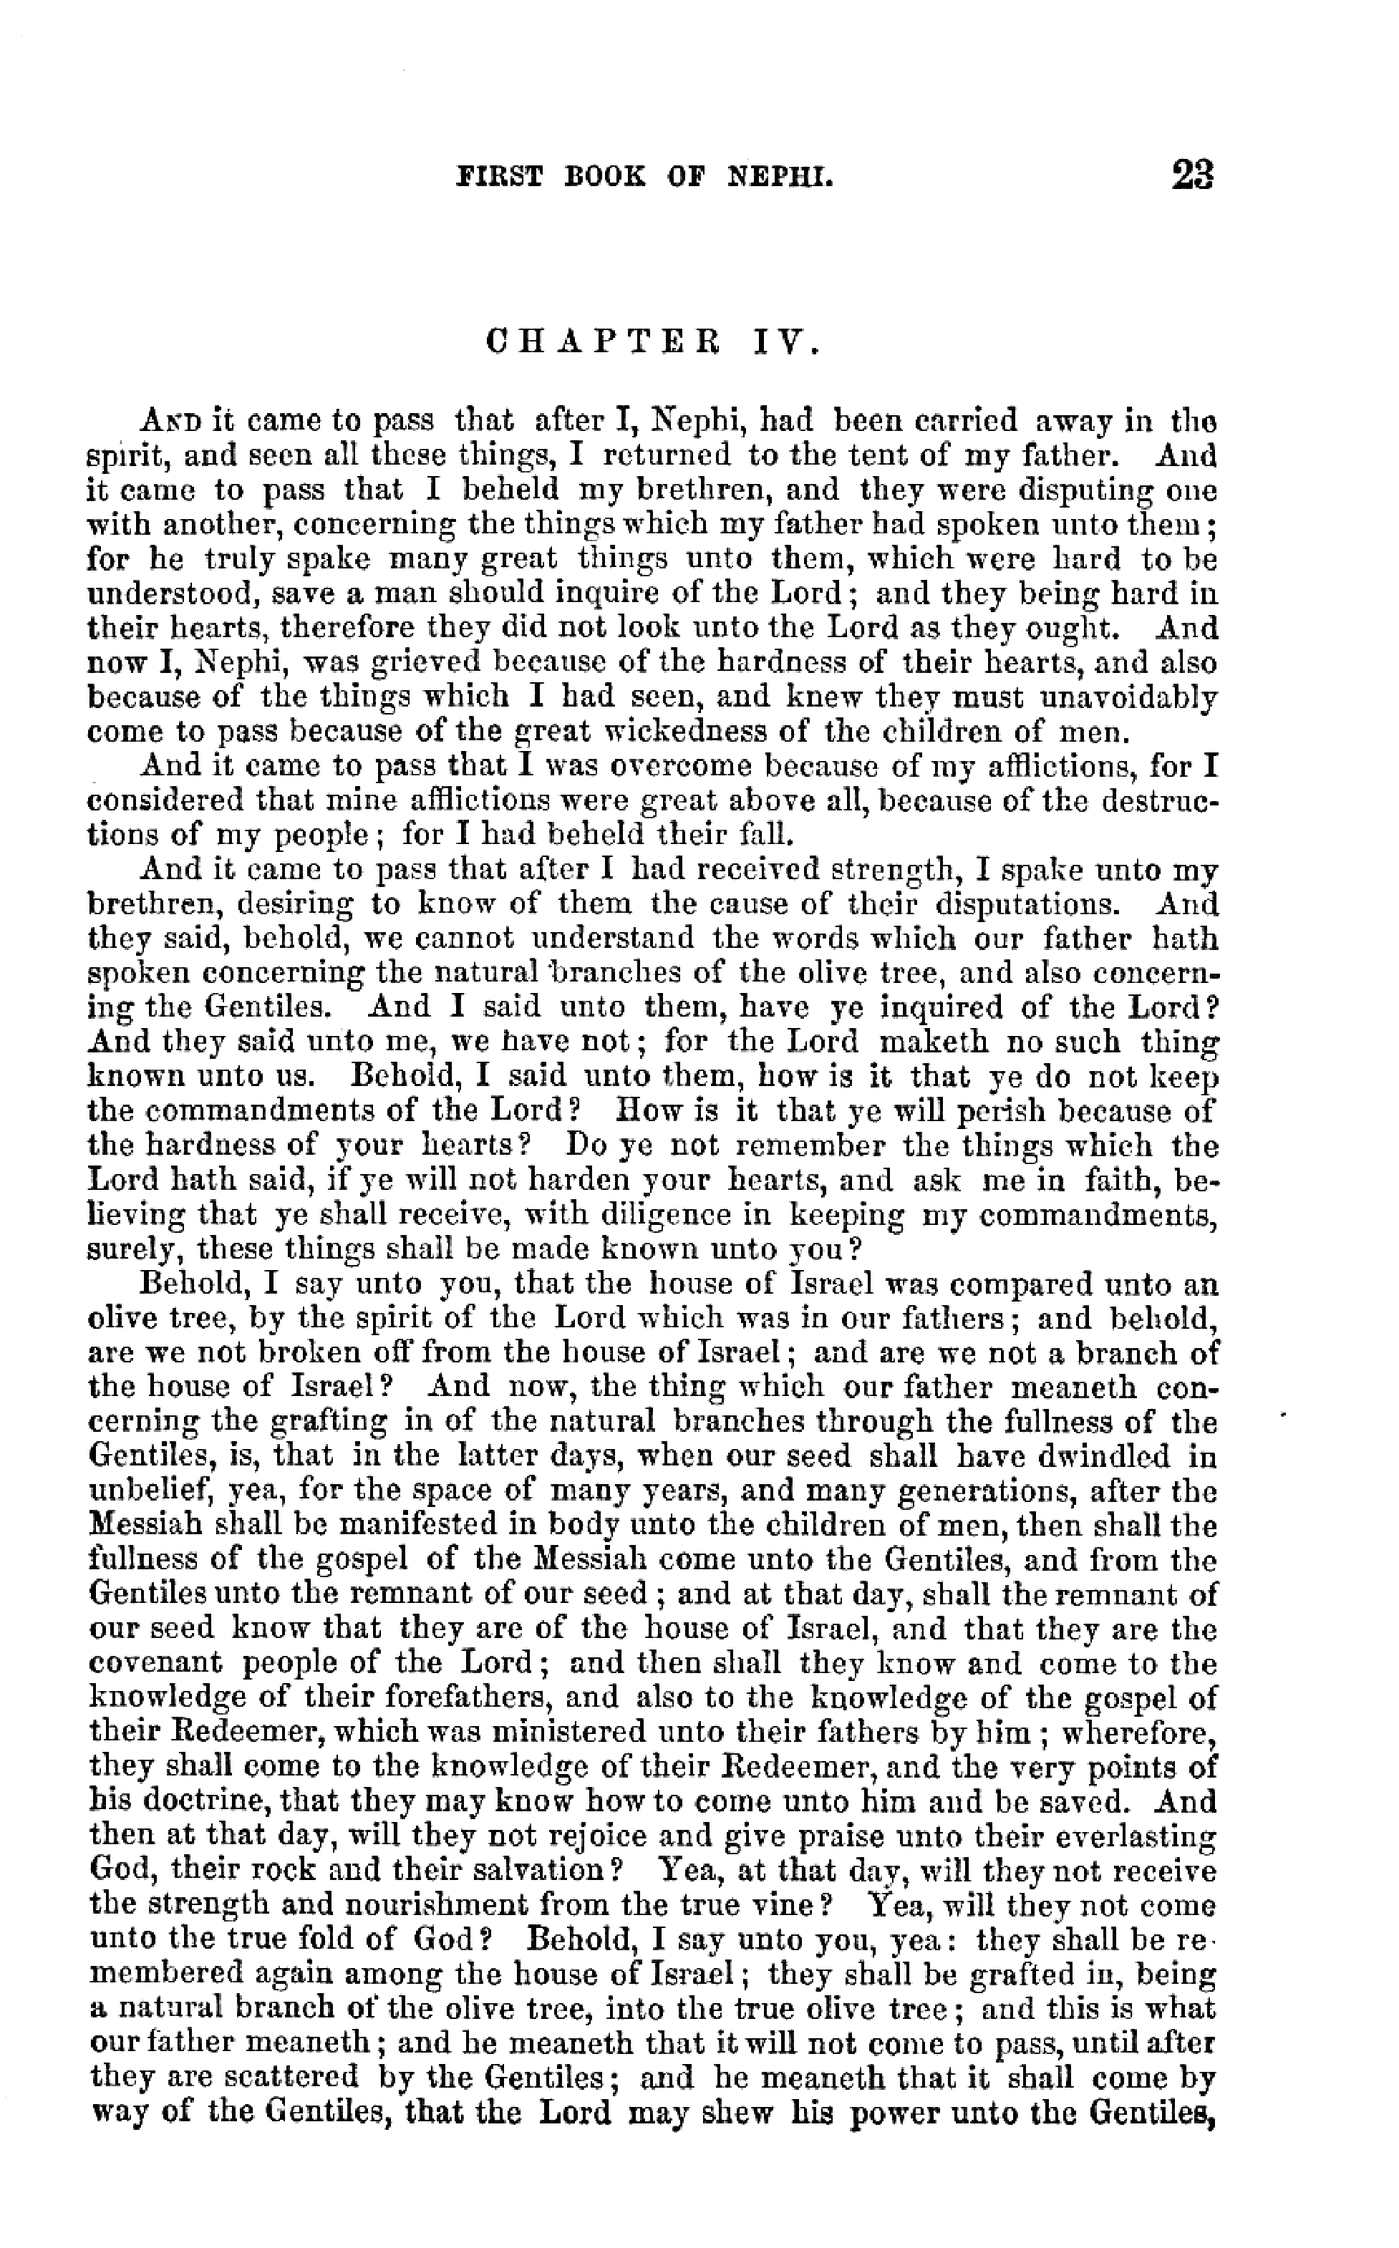 FIRST BOOK OF NEPHI. 23
CHAPTER IV.
AND it came to pass that after I, Nephi, had been carried away in the
spirit, and seen all these things, I returned to the tent of my father. And
it came to pass that I beheld my brethren, and they were disputing one
with another, concerning the things which my father had spoken unto them;
for he truly spake many great things unto them, which were hard to be
understood, save a man should inquire of the Lord; and they being hard in
their hearts, therefore they did not look unto the Lord as they ought. And
now I, Nephi, was grieved because of the hardness of their hearts, and also
because of the things which I had seen, and knew they must unavoidably
come to pass because of the great wickedness of the children of men.
And it came to pass that I was overcome because of my afflictions, for I
considered that mine afflictions were great above all, because of the destruc-
tions of my people; for I had beheld their fall.
And it came to pass that after I had received strength, I spake unto my
brethren, desiring to know of them the cause of their disputations. And
they said, behold, we cannot understand the words which our father hath
spoken concerning the natural branches of the olive tree, and also concern-
ing the Gentiles. And I said unto them, have ye inquired of the Lord?
And they said unto me, we have not; for the Lord maketh no such thing
known unto us. Behold, I said unto them, how is it that ye do not keep
the commandments of the Lord? How is it that ye will perish because of
the hardness of your hearts? Do ye not remember the things which the
Lord hath said, if ye will not harden your hearts, and ask me in faith, be-
lieving that ye shall receive, with diligence in keeping my commandments,
surely, these things shall be made known unto you?
Behold, I say unto you, that the house of Israel was compared unto an
olive tree, by the spirit of the Lord which was in our fathers; and behold,
are we not broken off from the house of Israel; and are we not a branch of
the house of Israel? And now, the thing which our father meaneth con-
cerning the grafting in of the natural branches through the fullness of the
Gentiles, is, that in the latter days, when our seed shall have dwindled in
unbelief, yea, for the space of many years, and many generations, after the
Messiah shall be manifested in body unto the children of men, then shall the
fullness of the gospel of the Messiah come unto the Gentiles, and from the
Gentiles unto the remnant of our seed; and at that day, shall the remnant of
our seed know that they are of the house of Israel, and that they are the
covenant people of the Lord; and then shall they know and come to the
knowledge of their forefathers, and also to the knowledge of the gospel of
their Redeemer, which was ministered unto their fathers by him; wherefore,
they shall come to the knowledge of their Redeemer, and the very points of
his doctrine, that they may know how to come unto him and be saved. And
then at that day, will they not rejoice and give praise unto their everlasting
God, their rock and their salvation? Yea, at that day, will they not receive
the strength and nourishment from the true vine? Yea, will they not come
unto the true fold of God? Behold, I say unto you, yea: they shall be re-
membered again among the house of Israel; they shall be grafted in, being
a natural branch of the olive tree, into the true olive tree; and this is what
our father meaneth; and he meaneth that it will not come to pass, until after
they are scattered by the Gentiles; and he meaneth that it shall come by
way of the Gentiles, that the Lord may shew his power unto the Gentiles,